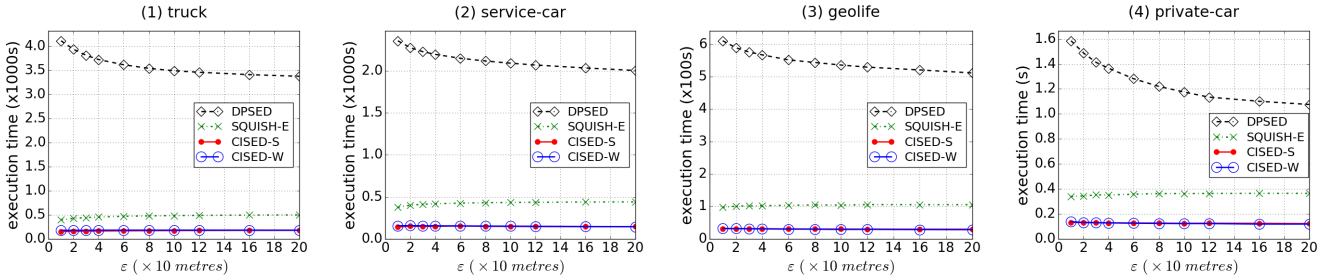 (1) truck
execution time (x1000s)
4.0
3.5
3.0
2.5
2.0
1.5
1.0
0.5
0.0
0 2 4 6 8 10 12 14 16 18 20
ε ( × 10 metres)
DPSED
SQUISH-E
CISED-S
CISED-W
(2) service-car
execution time (x1000s)
2.0
1.5
1.0
0.5
0.0
0 2 4 6 8 10 12 14 16 18 20
ε ( × 10 metres)
DPSED
SQUISH-E
CISED-S
CISED-W
(3) geolife
execution time (x100s)
6
5
4
3
2
1
0
0 2 4 6 8 10 12 14 16 18 20
ε ( × 10 metres)
DPSED
SQUISH-E
CISED-S
CISED-W
(4) private-car
execution time (s)
1.6
1.4
1.2
1.0
0.8
0.6
0.4
0.2
0.0
0 2 4 6 8 10 12 14 16 18 20
ε ( × 10 metres)
DPSED
SQUISH-E
CISED-S
CISED-W